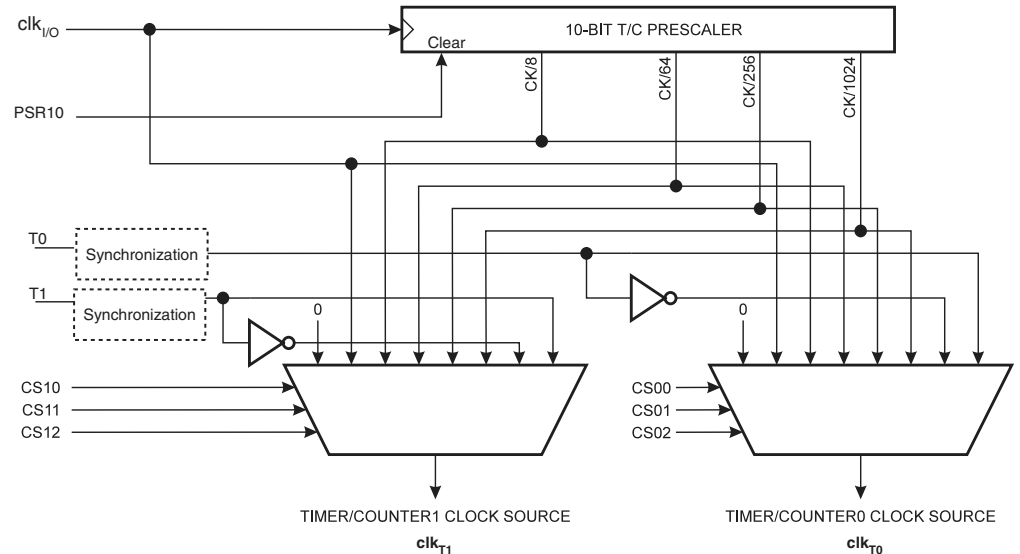 clkI/O
10-BIT T/C PRESCALER
Clear
CK/8
CK/64
CK/256
CK/1024
PSR10
T0
Synchronization
T1
Synchronization
0
0
CS10
CS11
CS12
CS00
CS01
CS02
TIMER/COUNTER1 CLOCK SOURCE
clkT1
TIMER/COUNTER0 CLOCK SOURCE
clkT0